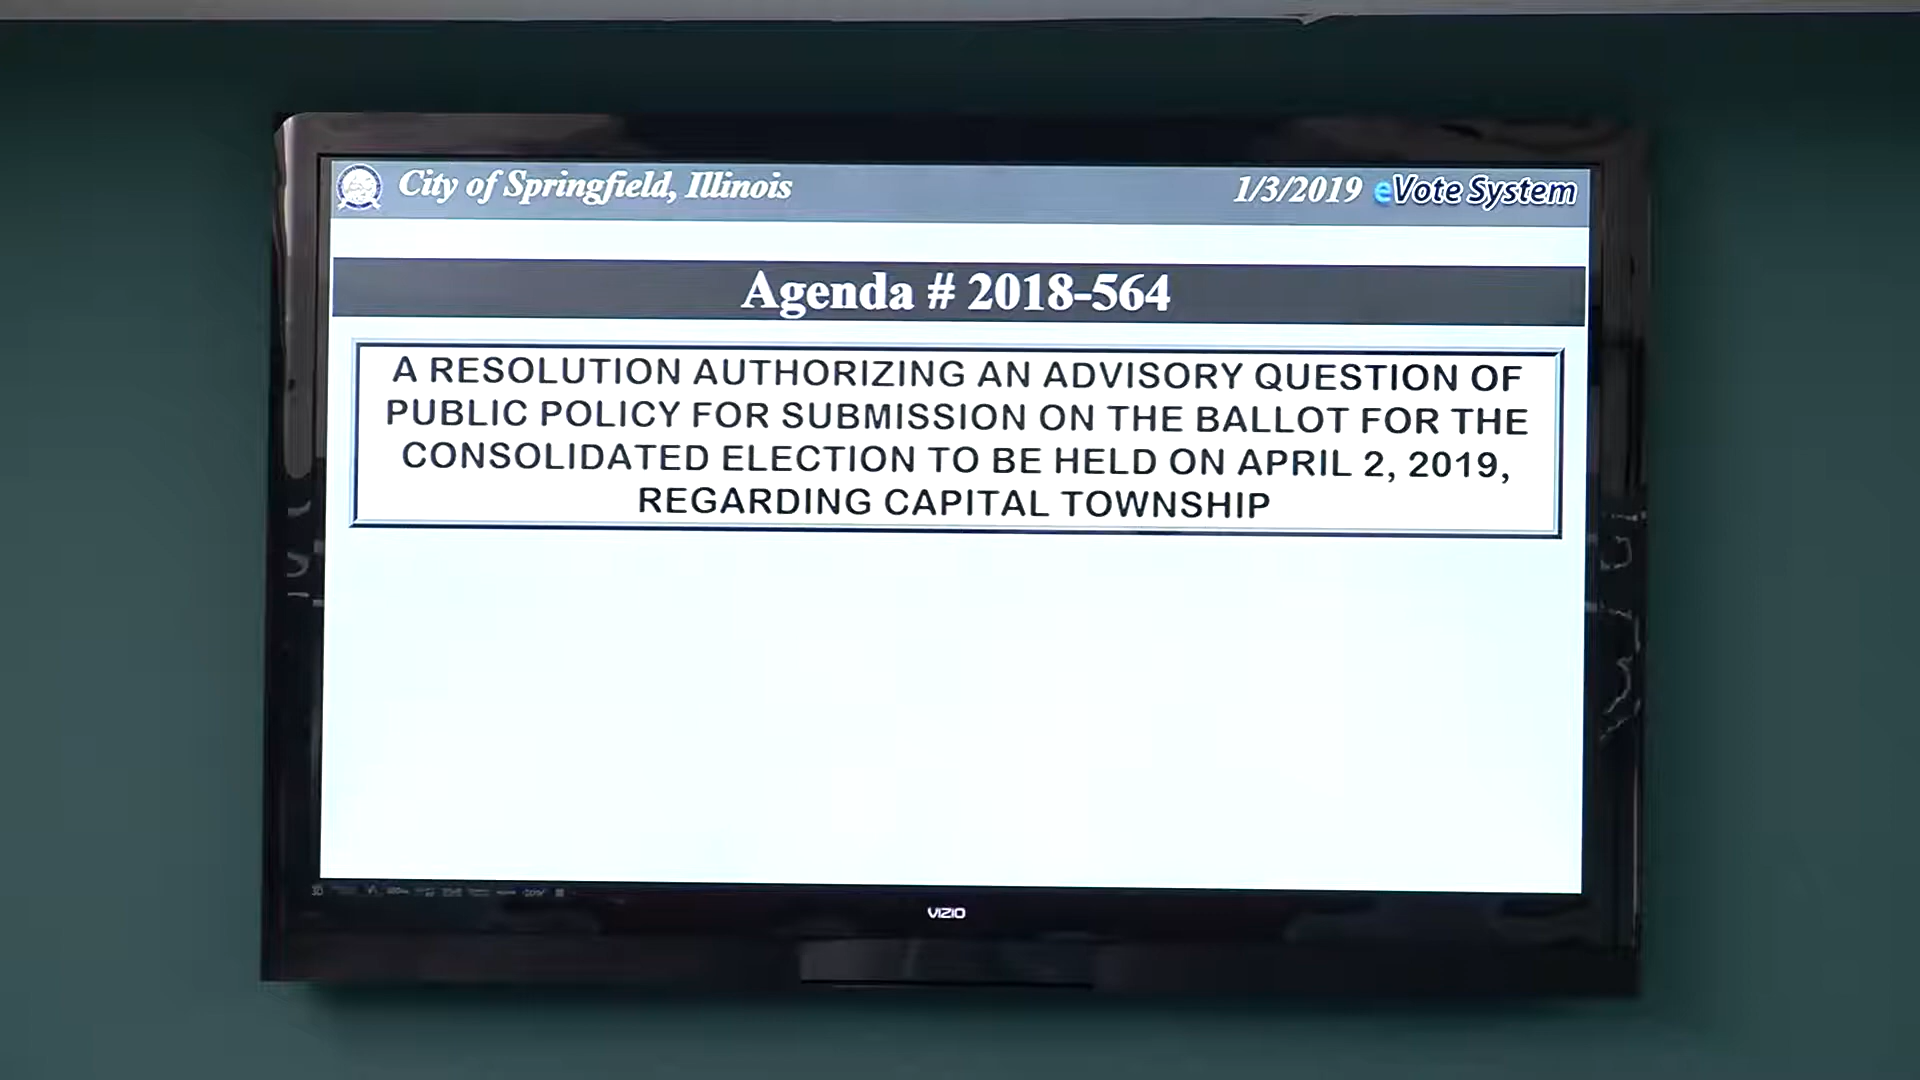 City of Springfield, Illinois
1/3/2019 eVote System
Agenda # 2018-564
A RESOLUTION AUTHORIZING AN ADVISORY QUESTION OF
PUBLIC POLICY FOR SUBMISSION ON THE BALLOT FOR THE
CONSOLIDATED ELECTION TO BE HELD ON APRIL 2, 2019,
REGARDING CAPITAL TOWNSHIP
VIZIO